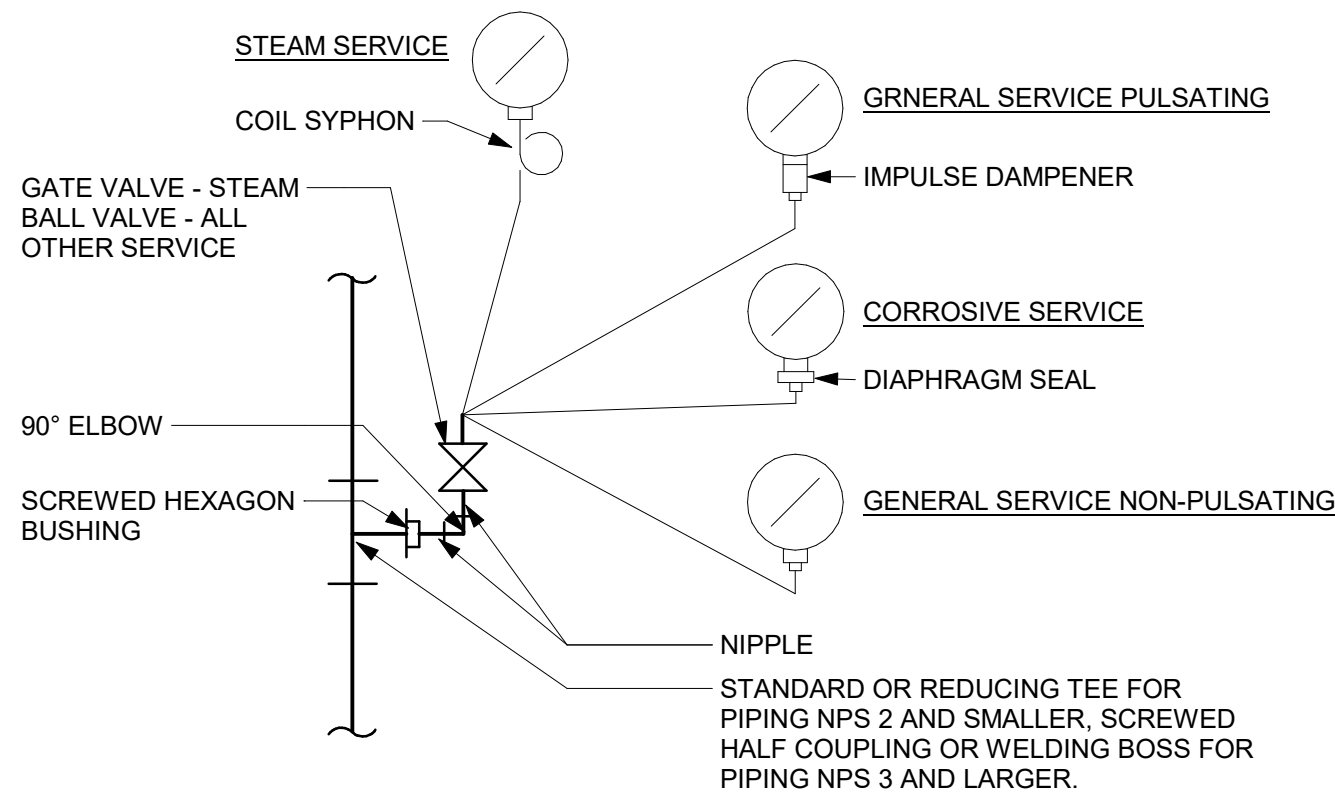 STEAM SERVICE
COIL SYPHON
GRNERAL SERVICE PULSATING
IMPULSE DAMPENER
GATE VALVE - STEAM
BALL VALVE - ALL
OTHER SERVICE
CORROSIVE SERVICE
DIAPHRAGM SEAL
90° ELBOW
SCREWED HEXAGON
BUSHING
GENERAL SERVICE NON-PULSATING
NIPPLE
STANDARD OR REDUCING TEE FOR
PIPING NPS 2 AND SMALLER, SCREWED
HALF COUPLING OR WELDING BOSS FOR
PIPING NPS 3 AND LARGER.